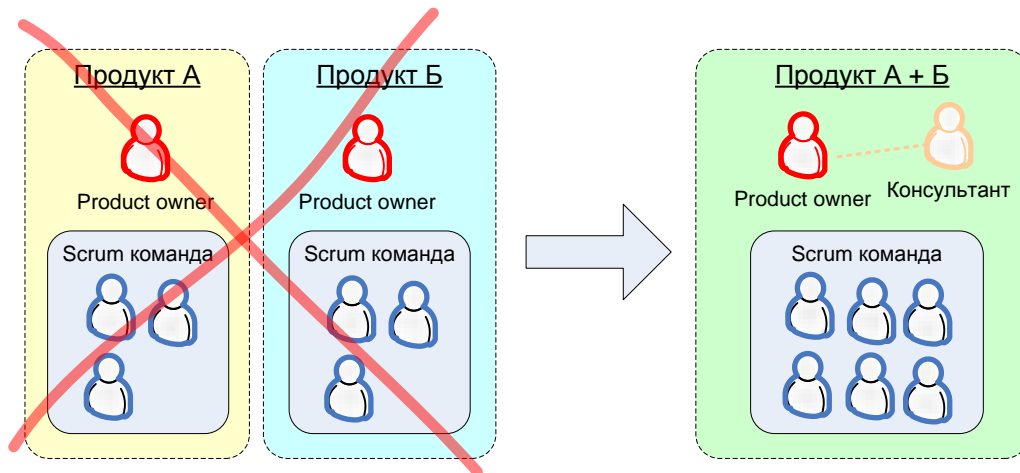 Продукт А
Продукт Б
Продукт А + Б
Product owner
Product owner
Product owner
Консультант
Scrum команда
Scrum команда
Scrum команда